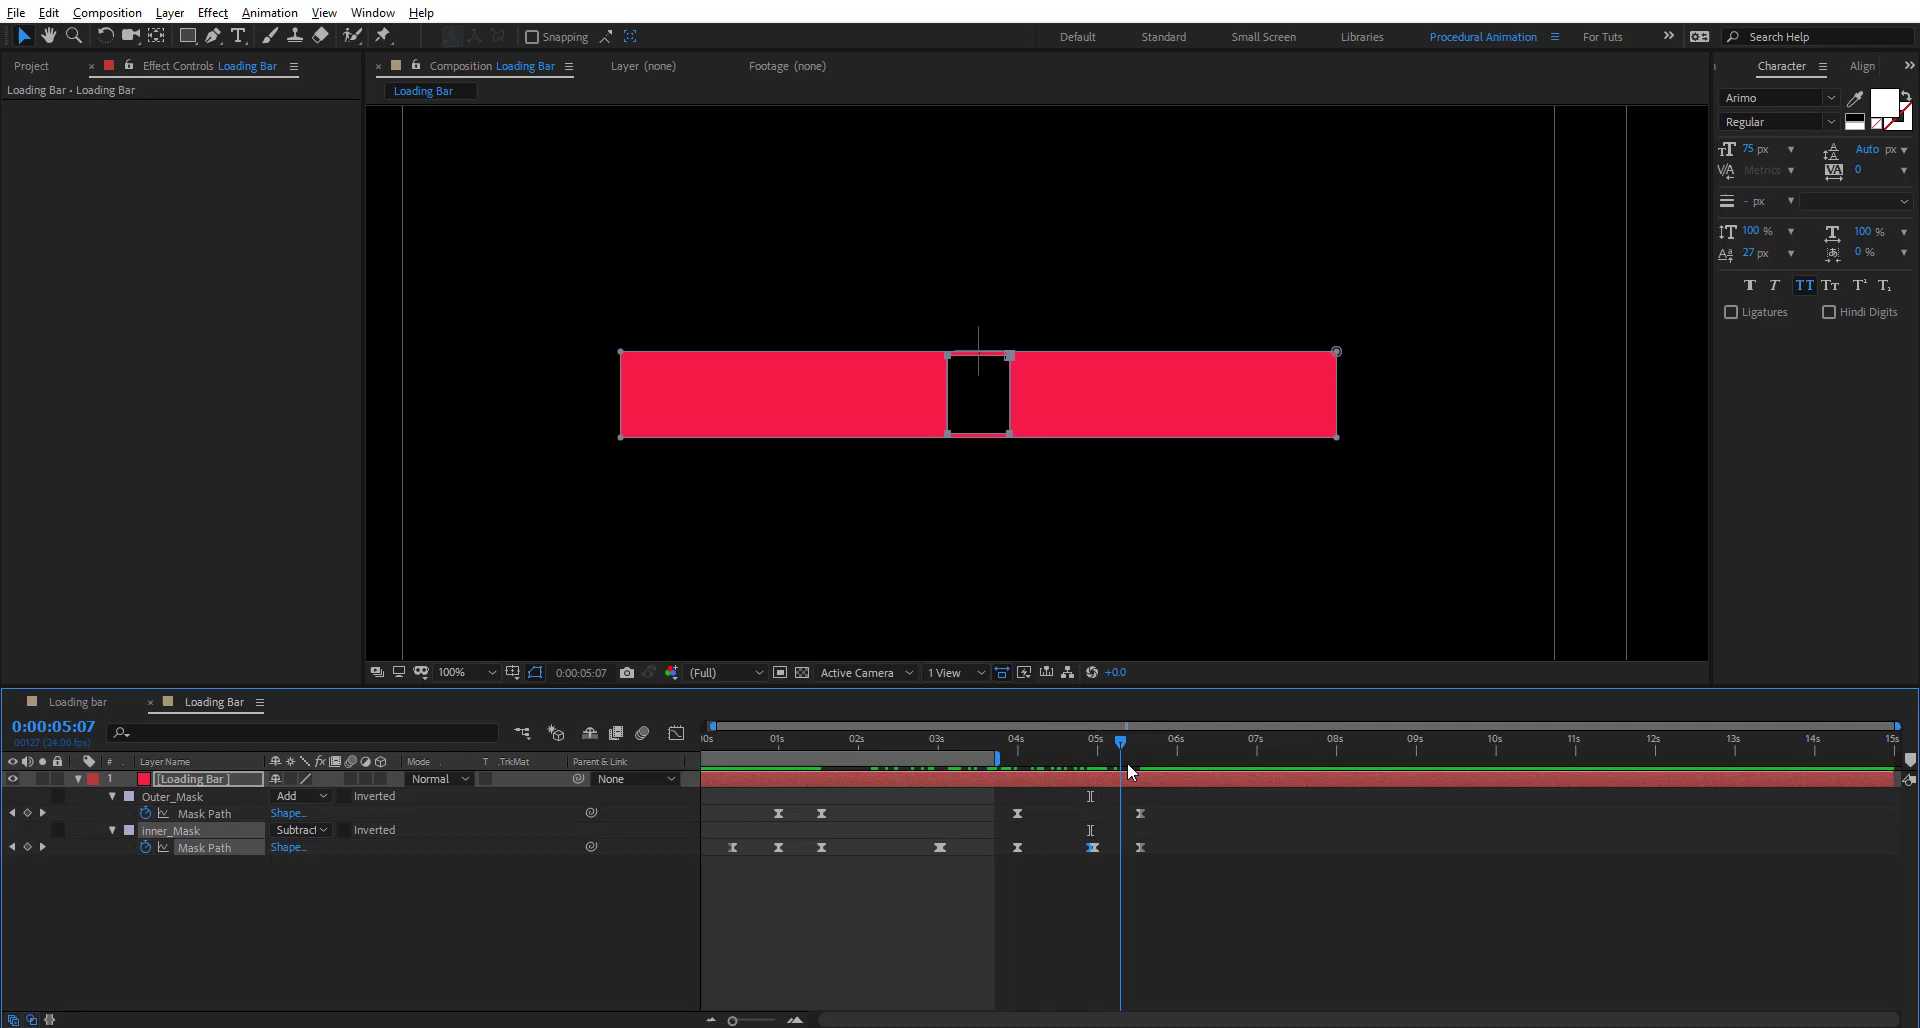 File Edit Composition Layer Effect Animation View Window Help
Snapping Default Standard Small Screen Libraries Procedural Animation For Tuts Search Help
Project Effect Controls Loading Bar Composition Loading Bar Layer (none) Footage (none) Character Align
Loading Bar • Loading Bar Loading Bar
Arimo
Regular
75 px Auto px
Metrics 0
- px
100 % 100 %
27 px 0 %
Ligatures Hindi Digits
100% 0:00:05:07 (Full) Active Camera 1 View +0.0
Loading bar Loading Bar
0:00:05:07
00127 (24.00 fps)
00s 01s 02s 03s 04s 05s 06s 07s 08s 09s 10s 11s 12s 13s 14s 15s
# Layer Name Mode T .TrkMat Parent & Link
1 [Loading Bar ] Normal None
Outer_Mask Add Inverted
Mask Path Shape...
inner_Mask Subtract Inverted
Mask Path Shape...